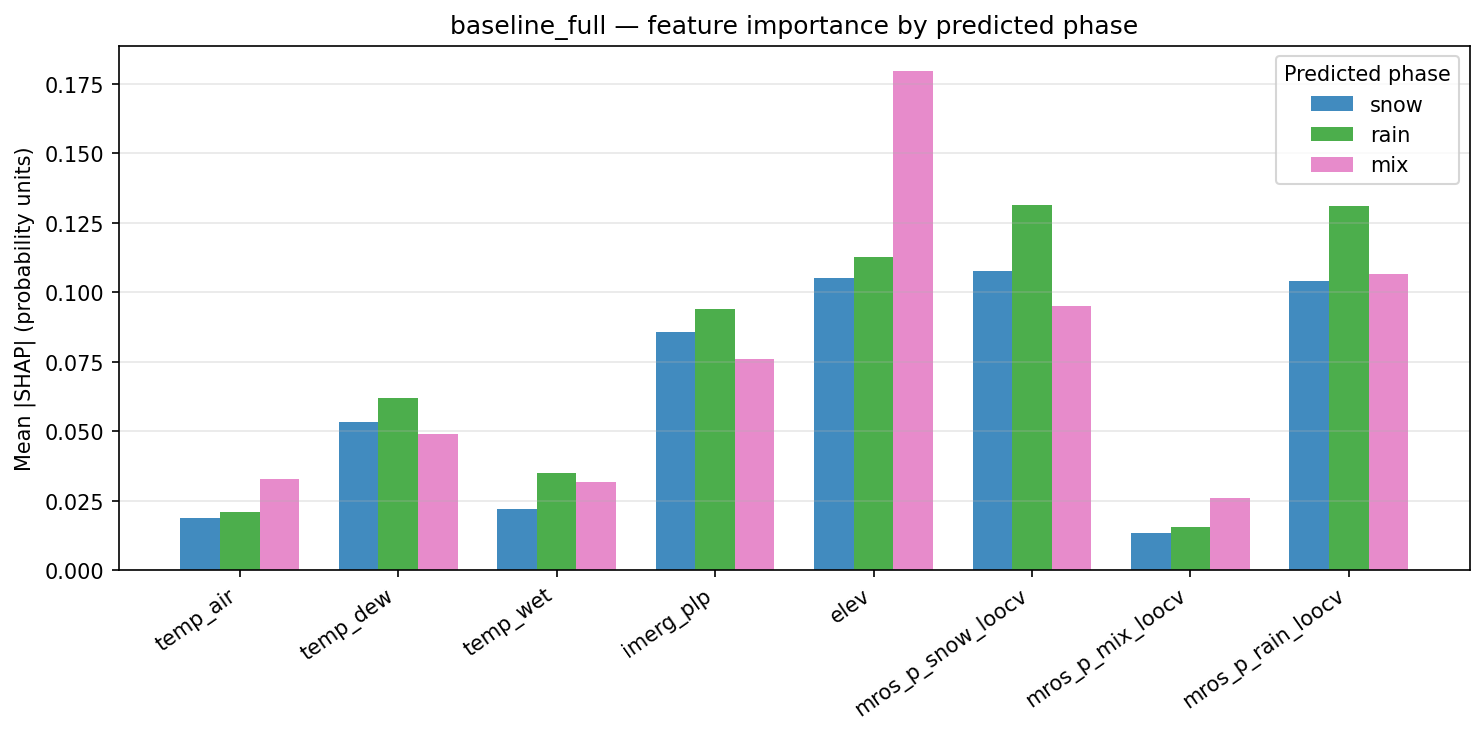 baseline_full — feature importance by predicted phase
Mean |SHAP| (probability units)
0.175
0.150
0.125
0.100
0.075
0.050
0.025
0.000
Predicted phase
snow
rain
mix
temp_air
temp_dew
temp_wet
imerg_plp
elev
mros_p_snow_loocv
mros_p_mix_loocv
mros_p_rain_loocv